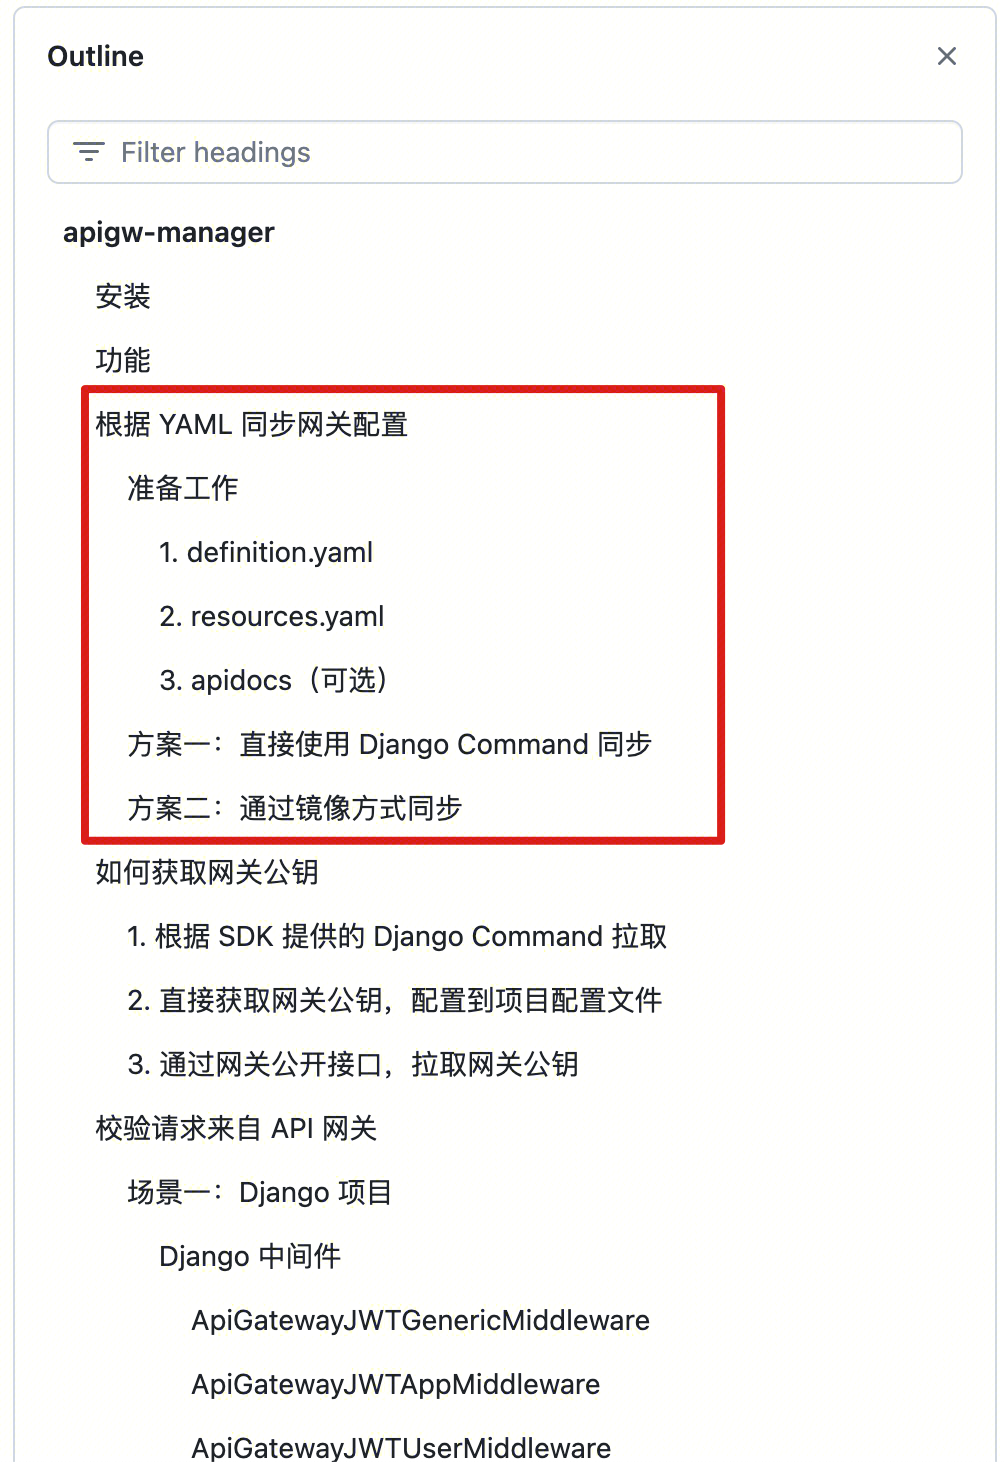 Outline
Filter headings
apigw-manager
安装
功能
根据 YAML 同步网关配置
准备工作
1. definition.yaml
2. resources.yaml
3. apidocs（可选）
方案一：直接使用 Django Command 同步
方案二：通过镜像方式同步
如何获取网关公钥
1. 根据 SDK 提供的 Django Command 拉取
2. 直接获取网关公钥，配置到项目配置文件
3. 通过网关公开接口，拉取网关公钥
校验请求来自 API 网关
场景一：Django 项目
Django 中间件
ApiGatewayJWTGenericMiddleware
ApiGatewayJWTAppMiddleware
ApiGatewayJWTUserMiddleware